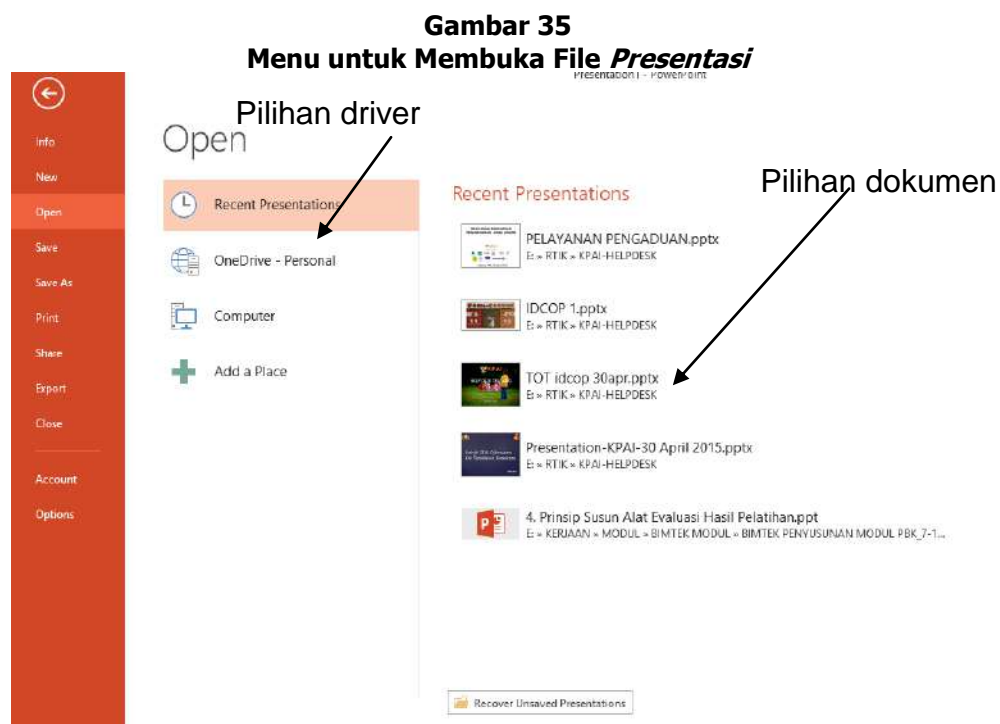 Gambar 35
Menu untuk Membuka File Presentasi
Presentation1 - PowerPoint
Pilihan driver
Open
Info
New
Open
Save
Save As
Print
Share
Export
Close
Account
Options
Recent Presentations
OneDrive - Personal
Computer
Add a Place
Pilihan dokumen
Recent Presentations
PELAYANAN PENGADUAN.pptx
E: » RTIK » KPAI-HELPDESK
IDCOP 1.pptx
E: » RTIK » KPAI-HELPDESK
TOT idcop 30apr.pptx
E: » RTIK » KPAI-HELPDESK
Presentation-KPAI-30 April 2015.pptx
E: » RTIK » KPAI-HELPDESK
4. Prinsip Susun Alat Evaluasi Hasil Pelatihan.ppt
E: » KERJAAN » MODUL » BIMTEK MODUL » BIMTEK PENYUSUNAN MODUL PBK_7-1...
Recover Unsaved Presentations